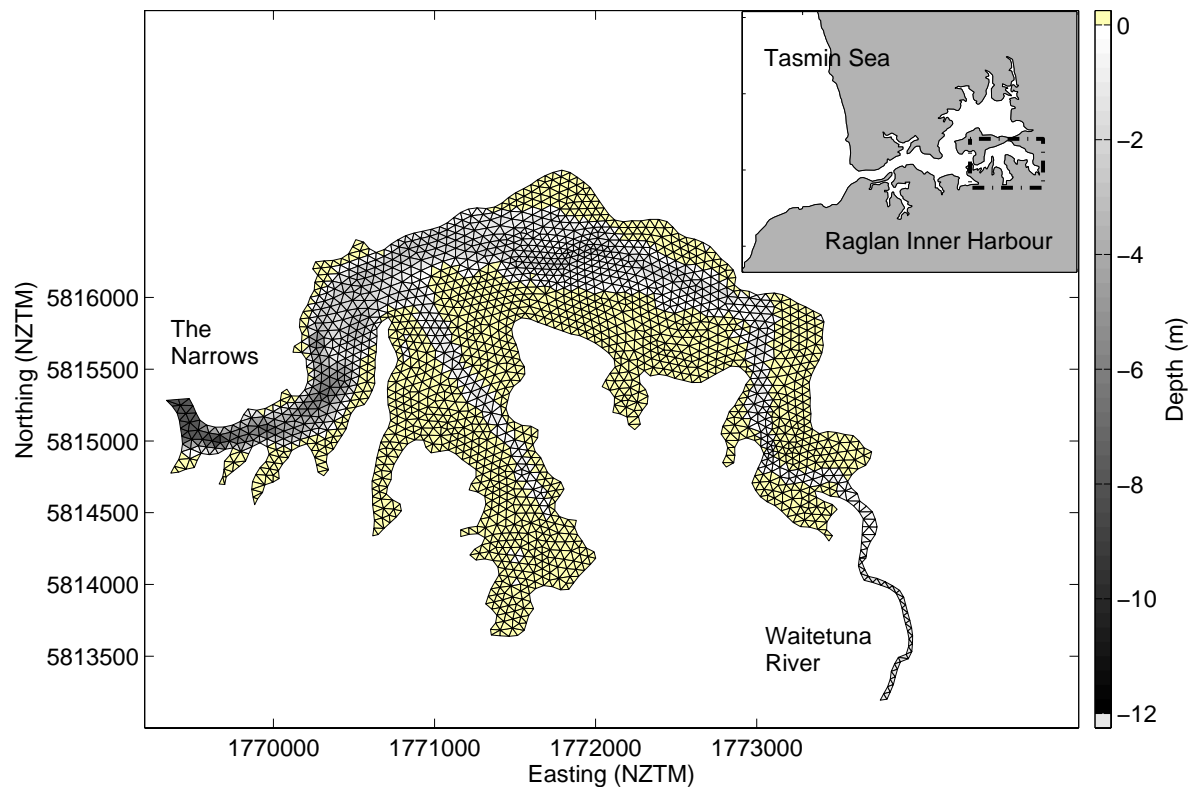 Tasmin Sea
Raglan Inner Harbour
The
Narrows
Waitetuna
River
Northing (NZTM)
5816000
5815500
5815000
5814500
5814000
5813500
1770000
1771000
1772000
1773000
Easting (NZTM)
0
−2
−4
−6
−8
−10
−12
Depth (m)